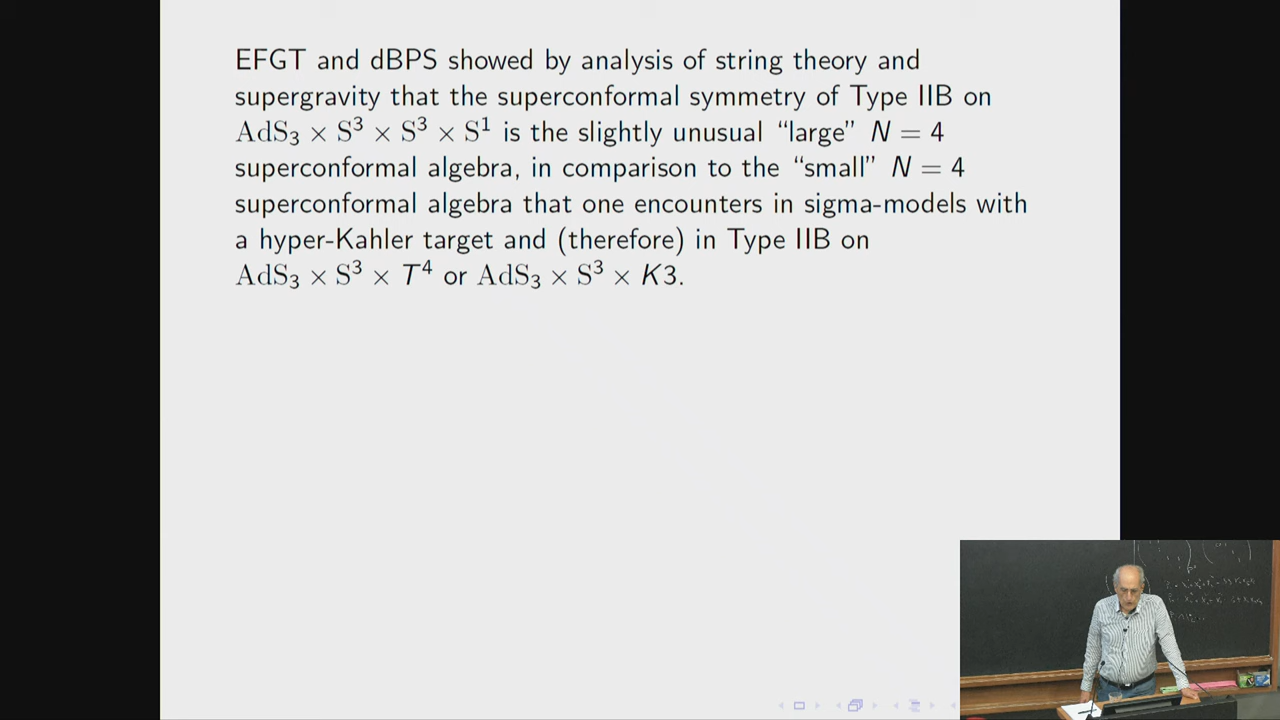 EFGT and dBPS showed by analysis of string theory and
supergravity that the superconformal symmetry of Type IIB on
AdS₃ × S³ × S³ × S¹ is the slightly unusual “large” N = 4
superconformal algebra, in comparison to the “small” N = 4
superconformal algebra that one encounters in sigma-models with
a hyper-Kahler target and (therefore) in Type IIB on
AdS₃ × S³ × T⁴ or AdS₃ × S³ × K3.